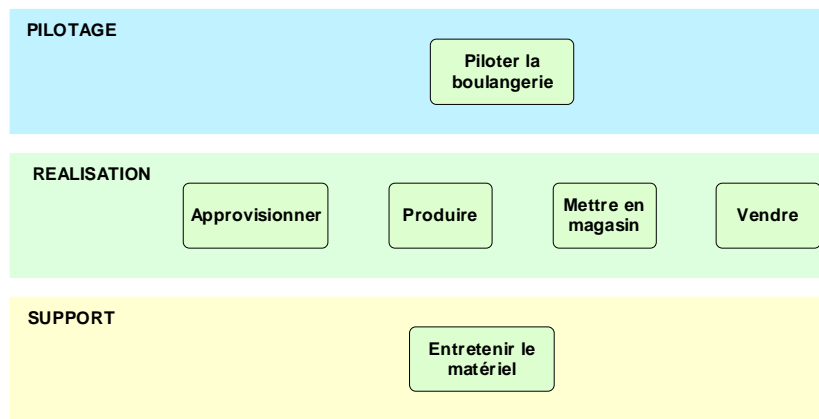 PILOTAGE
Piloter la
boulangerie
REALISATION
Approvisionner
Produire
Mettre en
magasin
Vendre
SUPPORT
Entretenir le
matériel